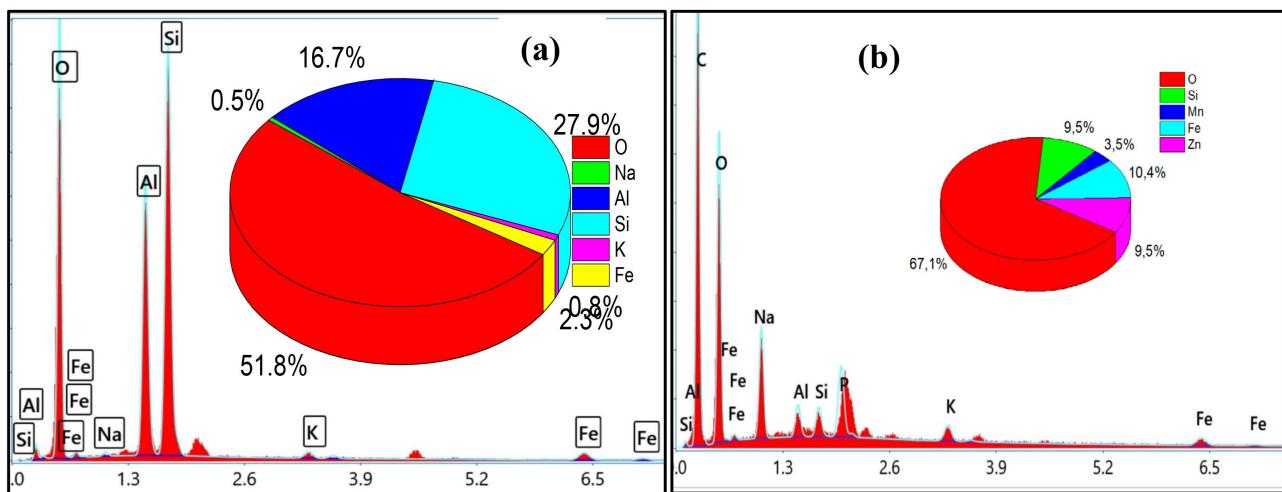 (a)
Si
O
Al
16.7%
0.5%
27.9%
51.8%
0.8%
2.3%
O
Na
Al
Si
K
Fe
Fe
Fe
Al
Si
Fe
Na
K
Fe
Fe
.0
1.3
2.6
3.9
5.2
6.5
(b)
C
O
Na
Fe
Fe
Fe
Al
Si
Al
Si
P
K
Fe
Fe
O
Si
Mn
Fe
Zn
9,5%
3,5%
10,4%
9,5%
67,1%
.0
1.3
2.6
3.9
5.2
6.5